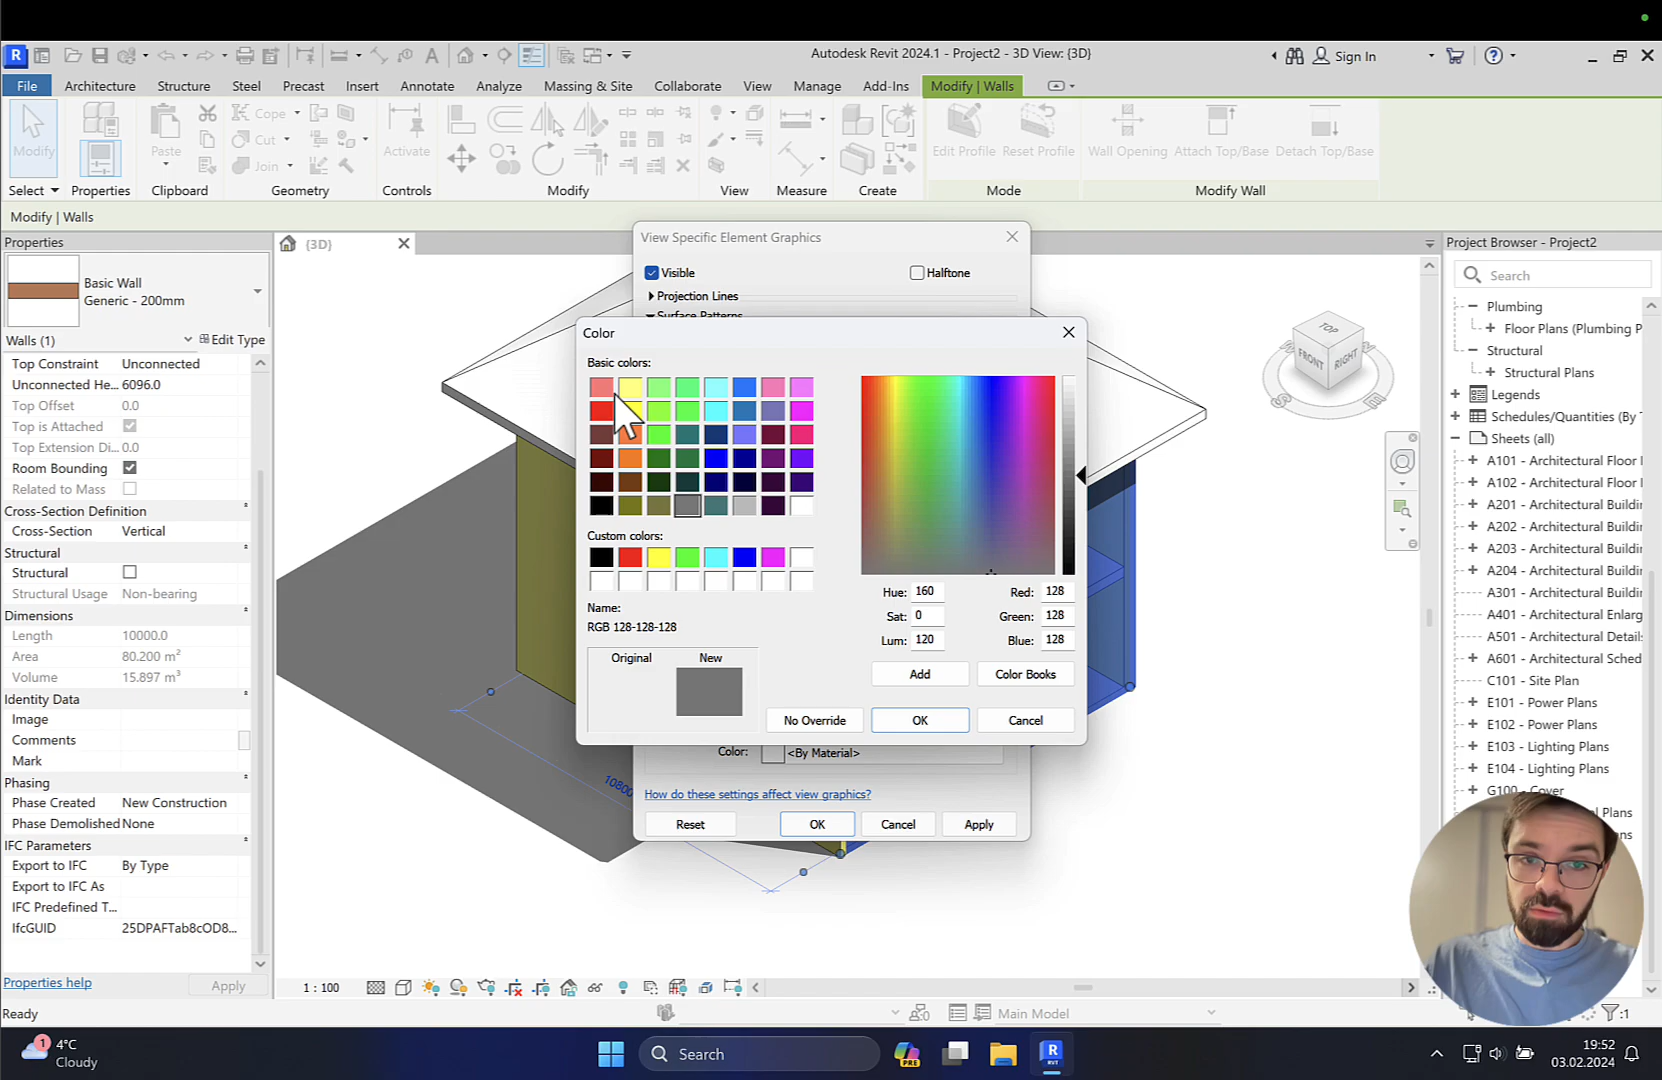 Autodesk Revit 2024.1 - Project2 - 3D View: {3D}
Sign In
File
Architecture
Structure
Steel
Precast
Insert
Annotate
Analyze
Massing & Site
Collaborate
View
Manage
Add-Ins
Modify | Walls
Modify
Paste
Cope
Cut
Join
Activate
Edit Profile
Reset Profile
Wall Opening
Attach Top/Base
Detach Top/Base
Select
Properties
Clipboard
Geometry
Controls
Modify
View
Measure
Create
Mode
Modify Wall
Modify | Walls
Properties
Basic Wall
Generic - 200mm
Walls (1)
Edit Type
Top Constraint Unconnected
Unconnected He... 6096.0
Top Offset 0.0
Top is Attached
Top Extension Di... 0.0
Room Bounding
Related to Mass
Cross-Section Definition
Cross-Section Vertical
Structural
Structural
Structural Usage Non-bearing
Dimensions
Length 10000.0
Area 80.200 m²
Volume 15.897 m³
Identity Data
Image
Comments
Mark
Phasing
Phase Created New Construction
Phase Demolished None
IFC Parameters
Export to IFC By Type
Export to IFC As
IFC Predefined T...
IfcGUID 25DPAFTab8cOD8...
Properties help
Apply
{3D}
View Specific Element Graphics
Visible
Halftone
Projection Lines
Surface Patterns
Color
Basic colors:
Custom colors:
Name:
RGB 128-128-128
Original
New
Hue: 160
Red: 128
Sat: 0
Green: 128
Lum: 120
Blue: 128
Add
Color Books
No Override
OK
Cancel
Color:
<By Material>
How do these settings affect view graphics?
Reset
OK
Cancel
Apply
TOP
FRONT
RIGHT
Project Browser - Project2
Search
Plumbing
Floor Plans (Plumbing P
Structural
Structural Plans
Legends
Schedules/Quantities (By
Sheets (all)
A101 - Architectural Floor
A102 - Architectural Floor
A201 - Architectural Buildin
A202 - Architectural Buildin
A203 - Architectural Buildin
A204 - Architectural Buildin
A301 - Architectural Buildin
A401 - Architectural Enlarg
A501 - Architectural Details
A601 - Architectural Sched
C101 - Site Plan
E102 - Power Plans
E102 - Power Plans
E103 - Lighting Plans
E104 - Lighting Plans
G100 - Cover
Plans
1 : 100
Ready
Main Model
:1
1
4°C
Cloudy
Search
PRE
R
RVT
19:52
03.02.2024